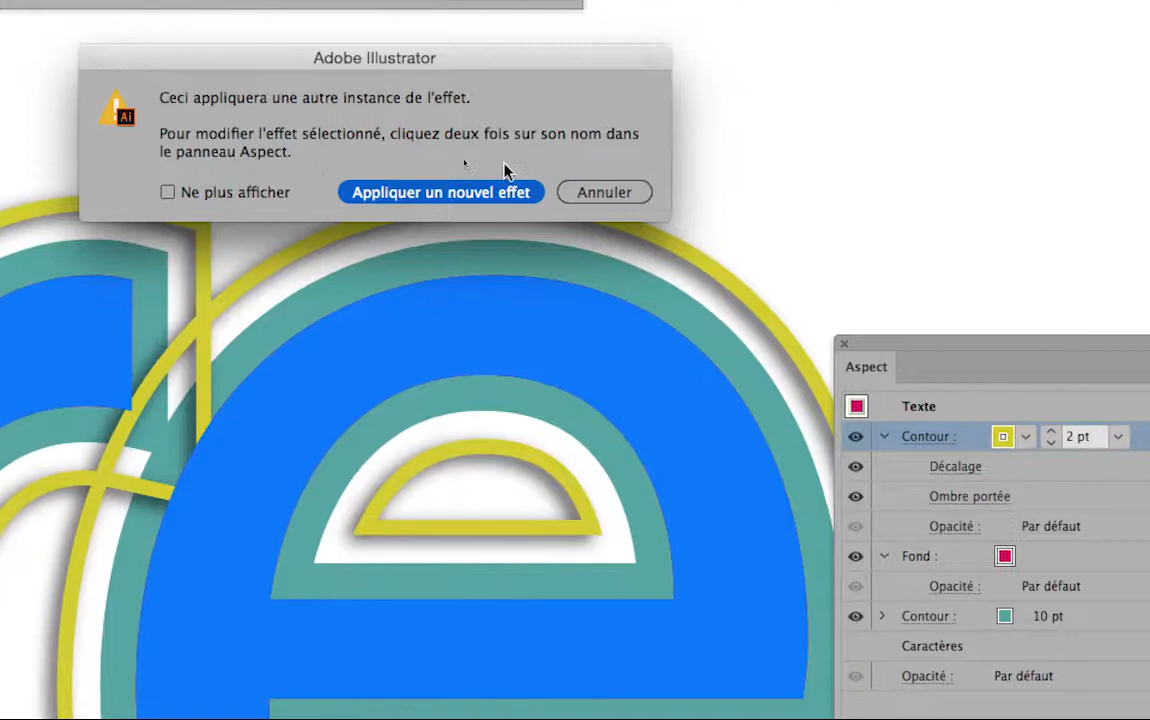 Adobe Illustrator
Ceci appliquera une autre instance de l'effet.
Pour modifier l'effet sélectionné, cliquez deux fois sur son nom dans
le panneau Aspect.
Ne plus afficher
Appliquer un nouvel effet
Annuler
Ai
Aspect
Texte
Contour : 2 pt
Décalage
Ombre portée
Opacité : Par défaut
Fond :
Opacité : Par défaut
Contour : 10 pt
Caractères
Opacité : Par défaut
e